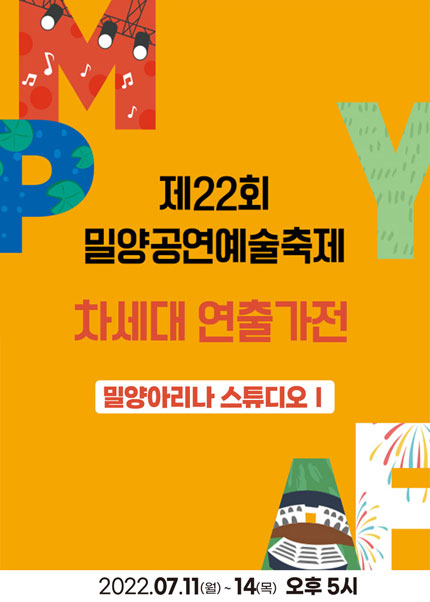 M
P
Y
제22회
밀양공연예술축제
차세대 연출가전
밀양아리나 스튜디오 Ⅰ
A
F
2022.07.11(월) ~ 14(목) 오후 5시